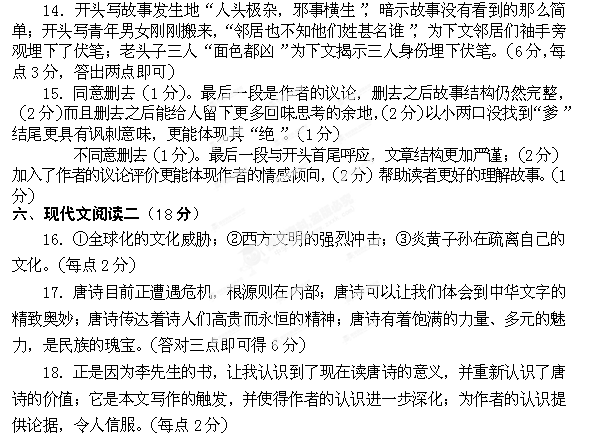 14. 开头写故事发生地“人头极杂，邪事横生”，暗示故事没有看到的那么简
单；开头写青年男女刚刚搬来，“邻居也不知他们姓甚名谁”，为下文邻居们袖手旁
观埋下了伏笔；老头子三人“面色都凶”为下文揭示三人身份埋下伏笔。(6分，每
点3分，答出两点即可)
15. 同意删去(1分)。最后一段是作者的议论，删去之后故事结构仍然完整，
(2分)而且删去之后能给人留下更多回味思考的余地，(2分)以小两口没找到“爹”
结尾更具有讽刺意味，更能体现其“绝”。(1分)
不同意删去(1分)。最后一段与开头首尾呼应，文章结构更加严谨；(2分)
加入了作者的议论评价更能体现作者的情感倾向，(2分)帮助读者更好的理解故事。(1
分)
六、现代文阅读二(18分)
16. ①全球化的文化威胁；②西方文明的强烈冲击；③炎黄子孙在疏离自己的
文化。(每点2分)
17. 唐诗目前正遭遇危机，根源则在内部；唐诗可以让我们体会到中华文字的
精致奥妙；唐诗传达着诗人们高贵而永恒的精神；唐诗有着饱满的力量、多元的魅
力，是民族的瑰宝。(答对三点即可得6分)
18. 正是因为李先生的书，让我认识到了现在读唐诗的意义，并重新认识了唐
诗的价值；它是本文写作的触发，并使得作者的认识进一步深化；为作者的认识提
供论据，令人信服。(每点2分)